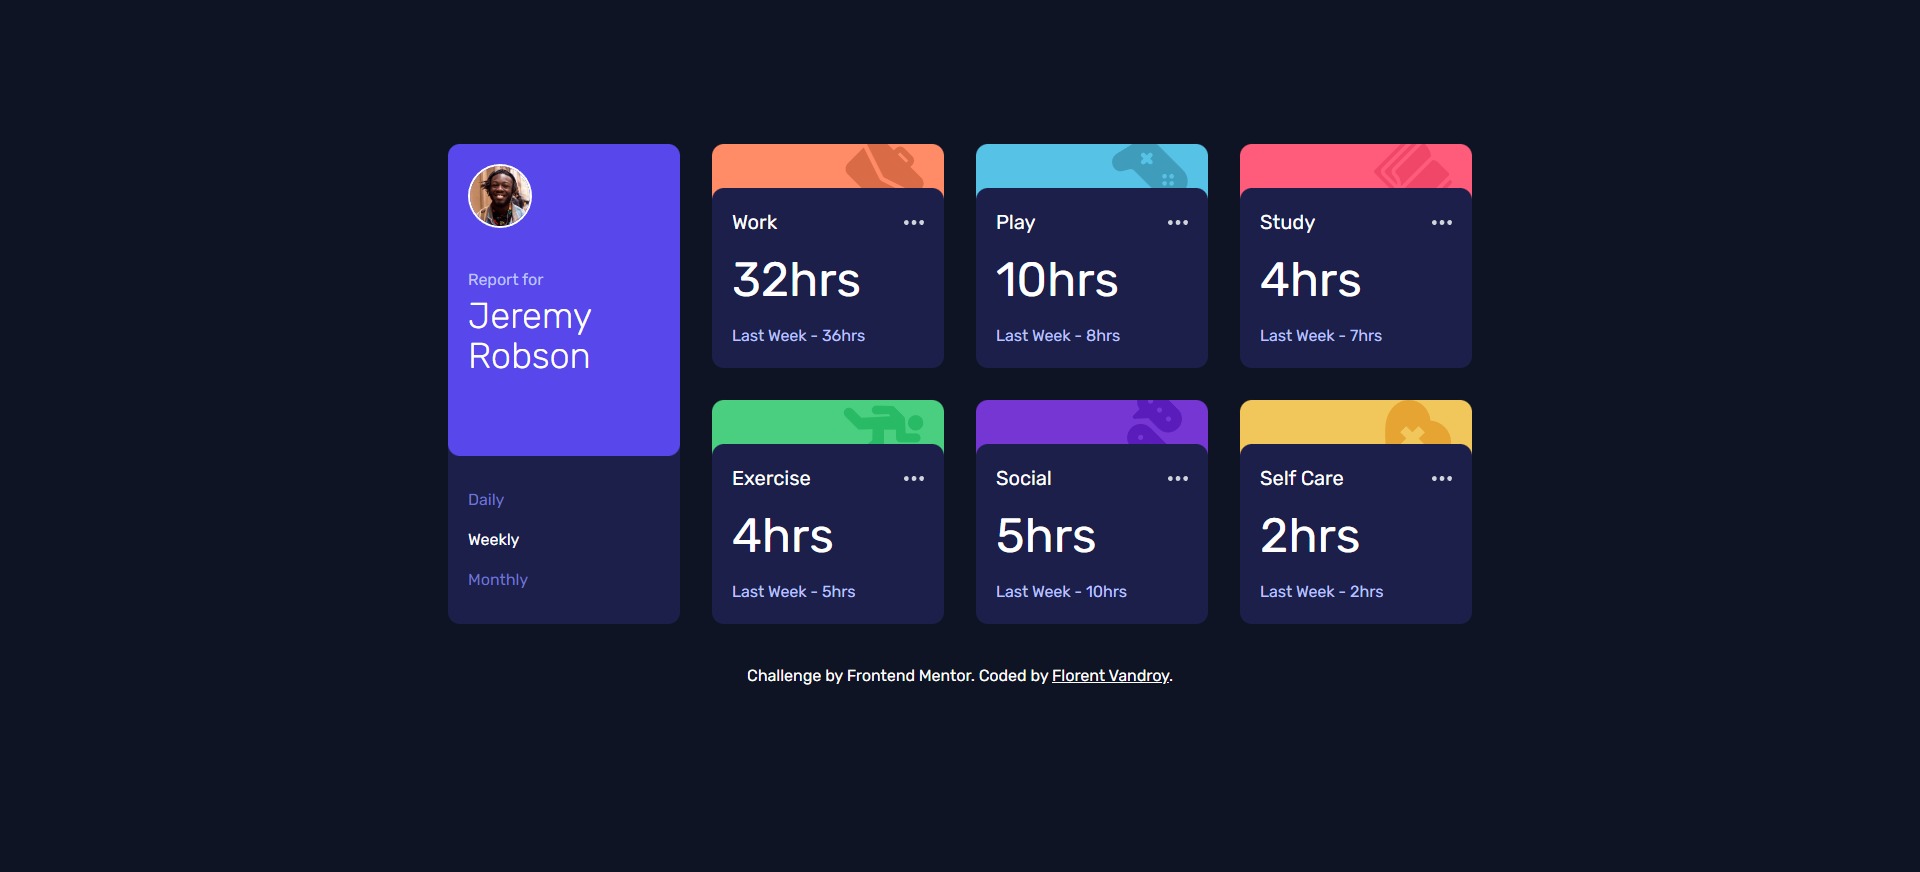 Report for
Jeremy
Robson
Daily
Weekly
Monthly
Work
32hrs
Last Week - 36hrs
Play
10hrs
Last Week - 8hrs
Study
4hrs
Last Week - 7hrs
Exercise
4hrs
Last Week - 5hrs
Social
5hrs
Last Week - 10hrs
Self Care
2hrs
Last Week - 2hrs
Challenge by Frontend Mentor. Coded by Florent Vandroy.